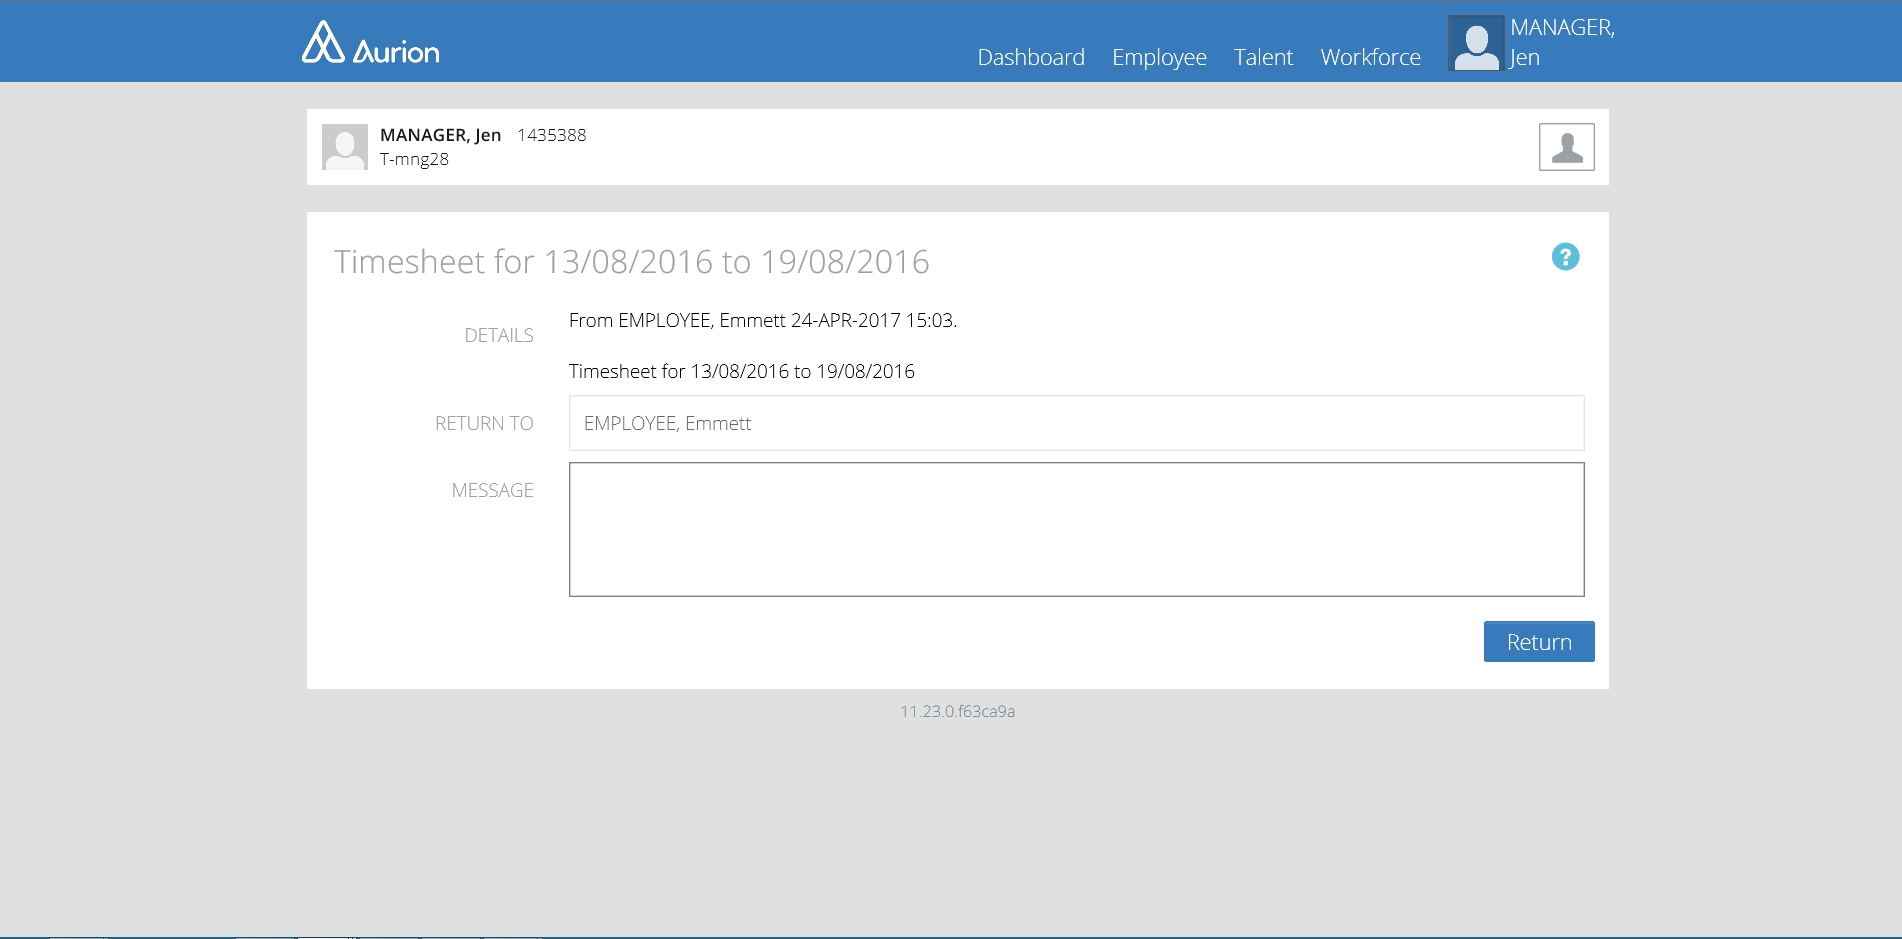 Aurion
Dashboard Employee Talent Workforce MANAGER,
Jen
MANAGER, Jen 1435388
T-mng28
Timesheet for 13/08/2016 to 19/08/2016 ?
DETAILS From EMPLOYEE, Emmett 24-APR-2017 15:03.
Timesheet for 13/08/2016 to 19/08/2016
RETURN TO EMPLOYEE, Emmett
MESSAGE
Return
11.23.0.f63ca9a